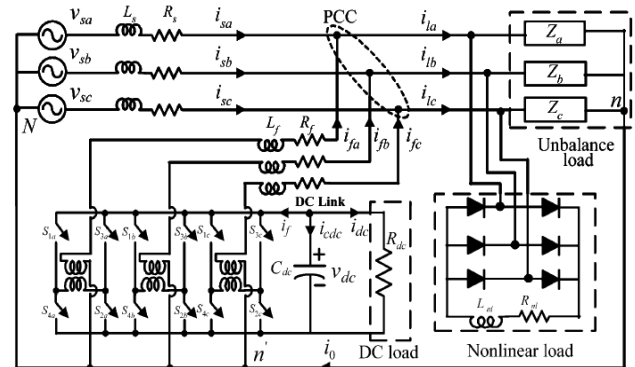 v_sa L_s R_s i_sa PCC i_la Z_a
v_sb i_sb i_lb Z_b
v_sc i_sc i_lc Z_c n
N
L_f R_f i_fa i_fb i_fc
Unbalance
load
DC Link
i_f i_cdc i_dc
S_1a S_3a S_1b S_3b S_1c S_3c
R_dc
C_dc + v_dc
−
S_4a S_2a S_4b S_2b S_4c S_2c
L_nl R_nl
n' i_0 DC load
Nonlinear load